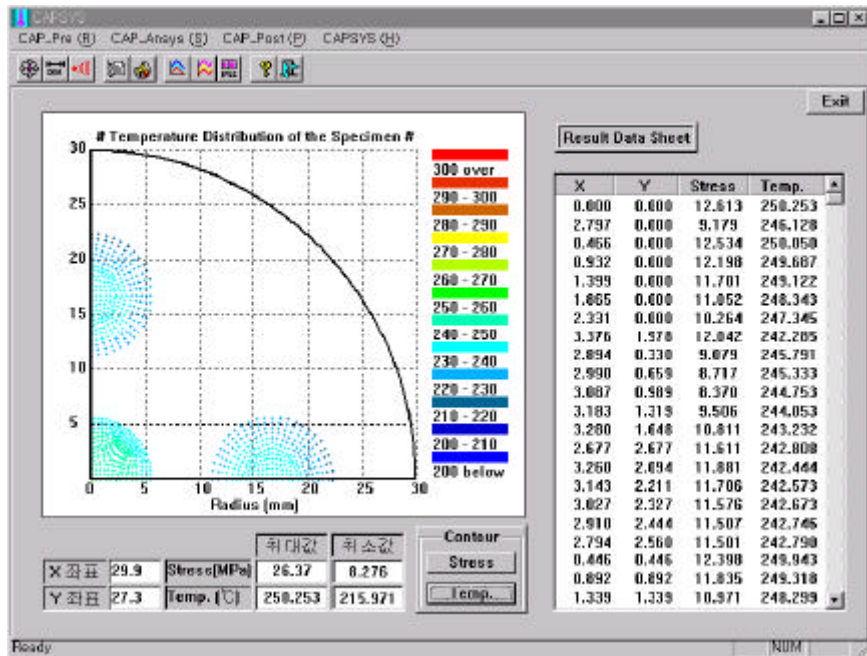 CAPSYS
CAP_Pre (R) CAP_Ansys (S) CAP_Post (P) CAPSYS (H)
Exit
# Temperature Distribution of the Specimen #
30
25
20
15
10
5
0 5 10 15 20 25 30
Radius (mm)
300 over
290 - 300
280 - 290
270 - 280
260 - 270
250 - 260
240 - 250
230 - 240
220 - 230
210 - 220
200 - 210
200 below
Result Data Sheet
X Y Stress Temp.
0.000 0.000 12.613 250.253
2.797 0.000 9.179 246.128
0.466 0.000 12.534 250.050
0.932 0.000 12.198 249.687
1.399 0.000 11.701 249.122
1.865 0.000 11.052 248.343
2.331 0.000 10.264 247.345
3.376 1.978 12.042 242.285
2.894 0.330 9.079 245.791
2.990 0.659 8.717 245.333
3.087 0.989 8.370 244.753
3.183 1.319 9.506 244.053
3.280 1.648 10.811 243.232
2.677 2.677 11.611 242.808
3.260 2.094 11.881 242.444
3.143 2.211 11.706 242.573
3.027 2.327 11.576 242.673
2.910 2.444 11.507 242.746
2.794 2.560 11.501 242.790
0.446 0.446 12.398 249.943
0.892 0.892 11.835 249.318
1.339 1.339 10.971 248.299
최대값 최소값
X 좌표 29.9 Stress(MPa) 26.37 8.276
Y 좌표 27.3 Temp. (℃) 250.253 215.971
Contour
Stress
Temp.
Ready NUM